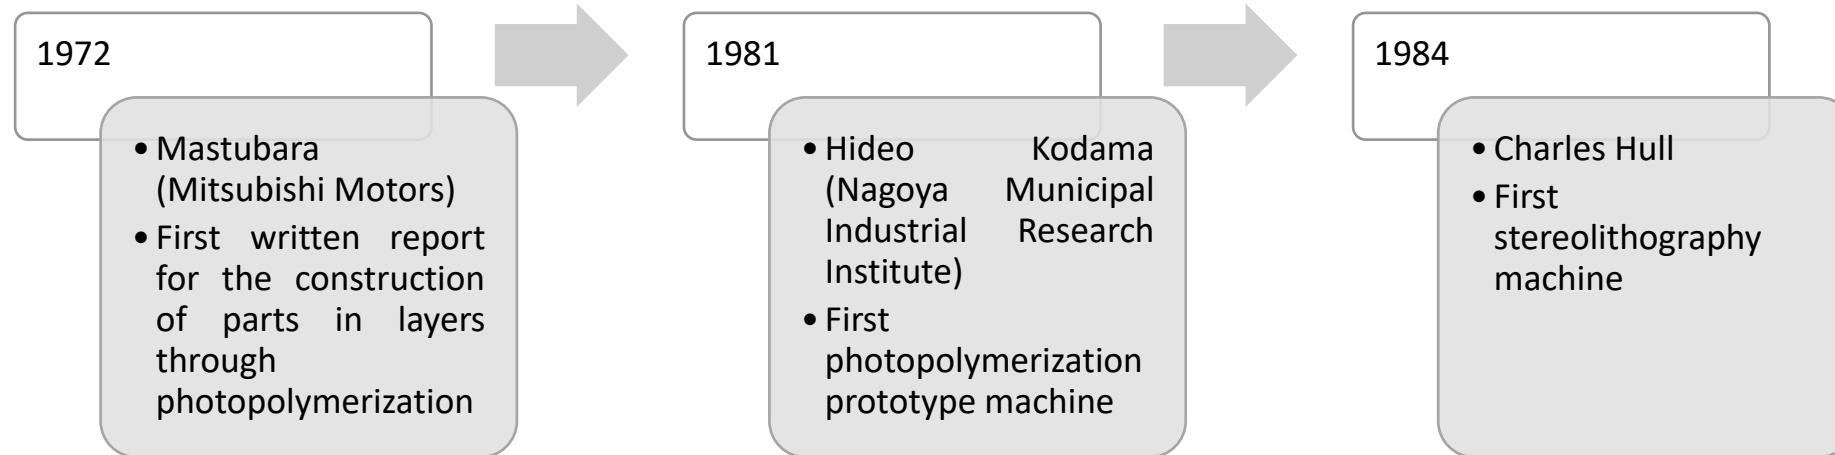 1972
• Mastubara
(Mitsubishi Motors)
• First written report
for the construction
of parts in layers
through
photopolymerization
1981
• Hideo Kodama
(Nagoya Municipal
Industrial Research
Institute)
• First
photopolymerization
prototype machine
1984
• Charles Hull
• First
stereolithography
machine